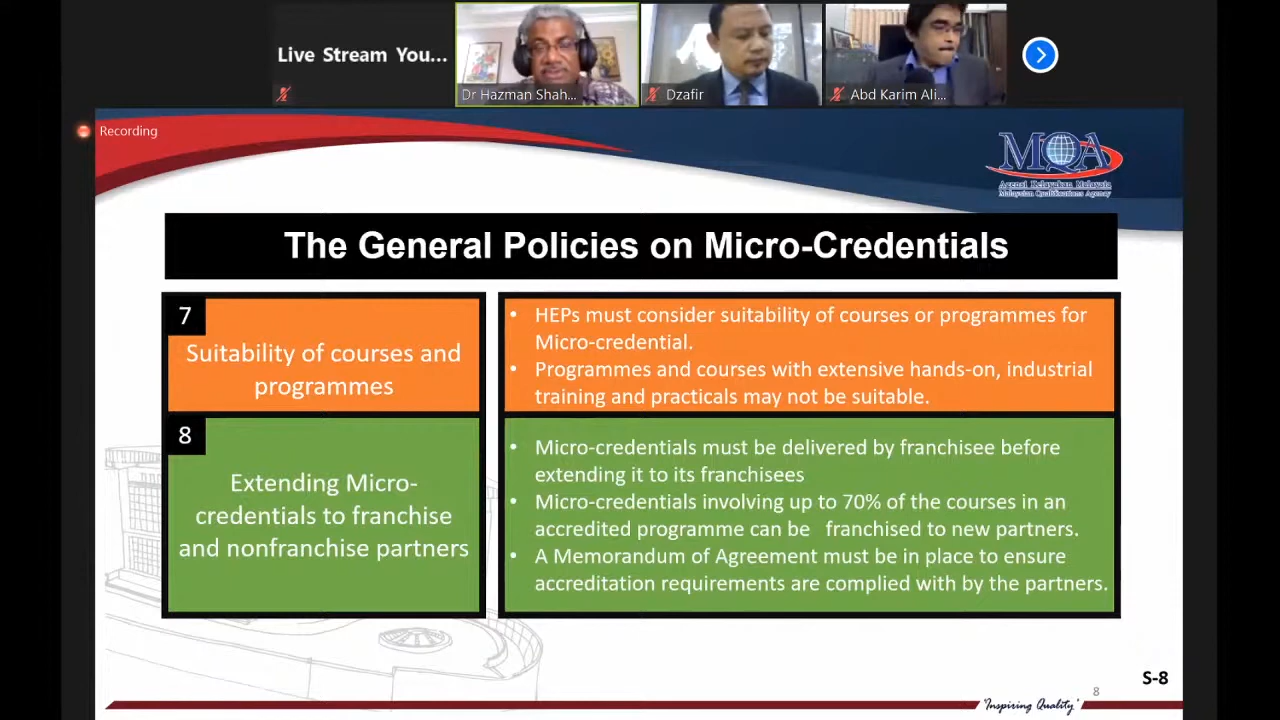 Live Stream You...
Dr Hazman Shah...
Dzafir
Abd Karim Ali...
Recording
MQA
Agensi Kelayakan Malaysia
Malaysian Qualifications Agency
The General Policies on Micro-Credentials
7
Suitability of courses and
programmes
• HEPs must consider suitability of courses or programmes for
Micro-credential.
• Programmes and courses with extensive hands-on, industrial
training and practicals may not be suitable.
8
Extending Micro-
credentials to franchise
and nonfranchise partners
• Micro-credentials must be delivered by franchisee before
extending it to its franchisees
• Micro-credentials involving up to 70% of the courses in an
accredited programme can be franchised to new partners.
• A Memorandum of Agreement must be in place to ensure
accreditation requirements are complied with by the partners.
S-8
8
'Inspiring Quality'